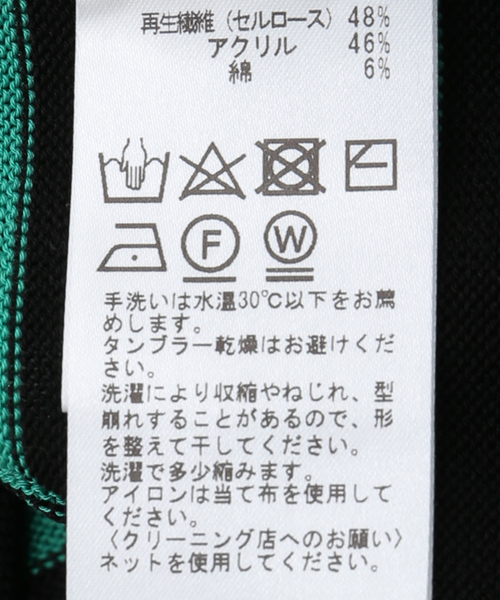 再生繊維（セルロース） 48%
アクリル 46%
綿 6%
F
W
手洗いは水温30℃以下をお薦
めします。
タンブラー乾燥はお避けくだ
さい。
洗濯により収縮やねじれ、型
崩れすることがあるので、形
を整えて干してください。
洗濯で多少縮みます。
アイロンは当て布を使用して
ください。
〈クリーニング店へのお願い〉
ネットを使用してください。